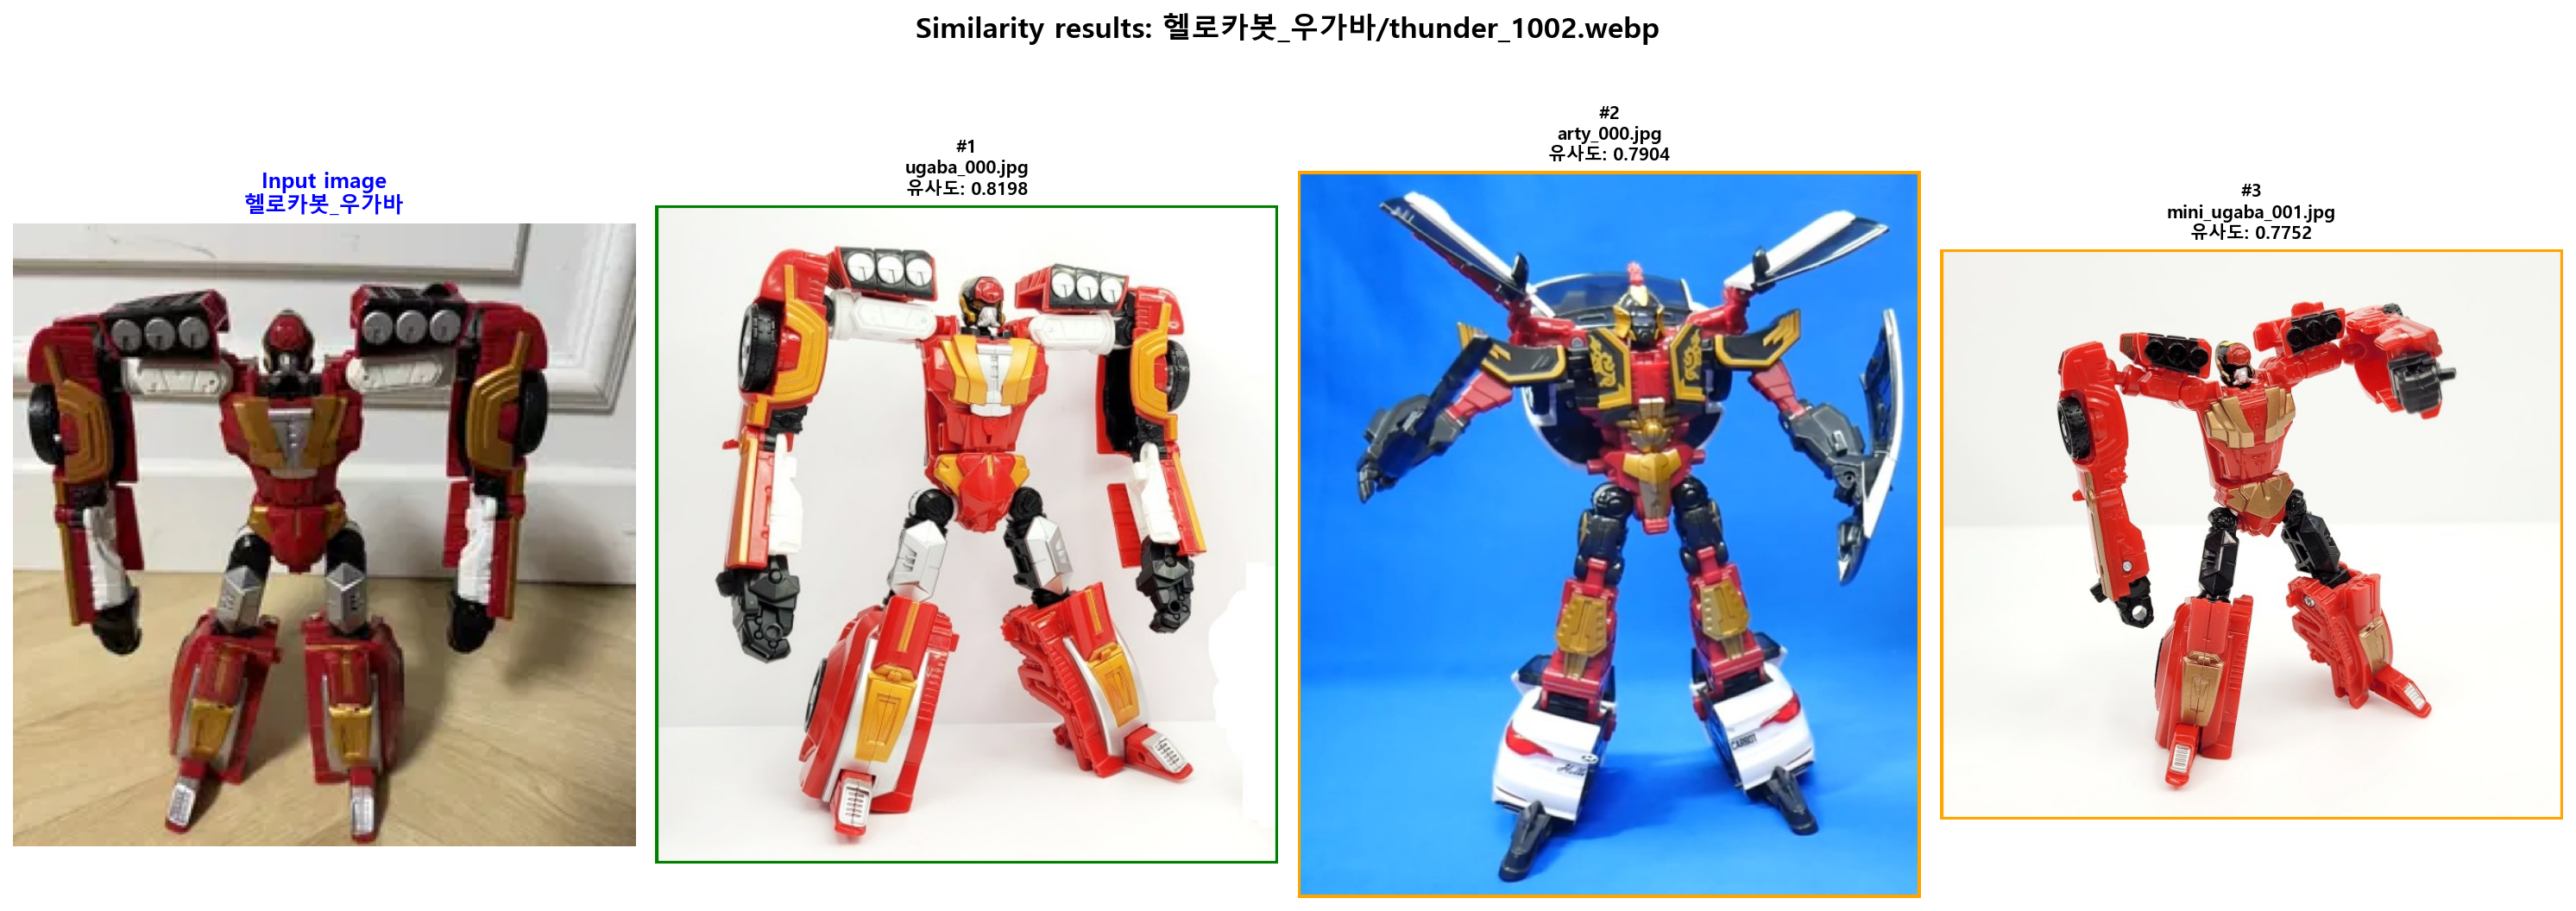 Similarity results: 헬로카봇_우가바/thunder_1002.webp
Input image
헬로카봇_우가바
#1
ugaba_000.jpg
유사도: 0.8198
#2
arty_000.jpg
유사도: 0.7904
#3
mini_ugaba_001.jpg
유사도: 0.7752
CARBOT